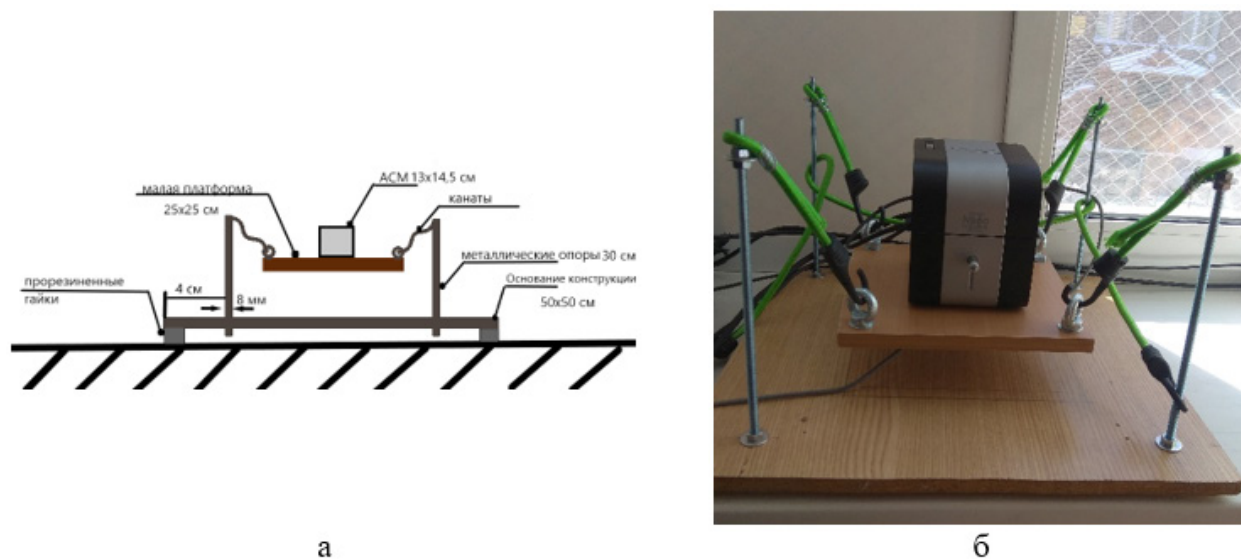 АСМ 13x14,5 см
малая платформа
канаты
25x25 см
металлические опоры 30 см
прорезиненные
гайки
4 см
Основание конструкции
8 мм
50x50 см
а
б